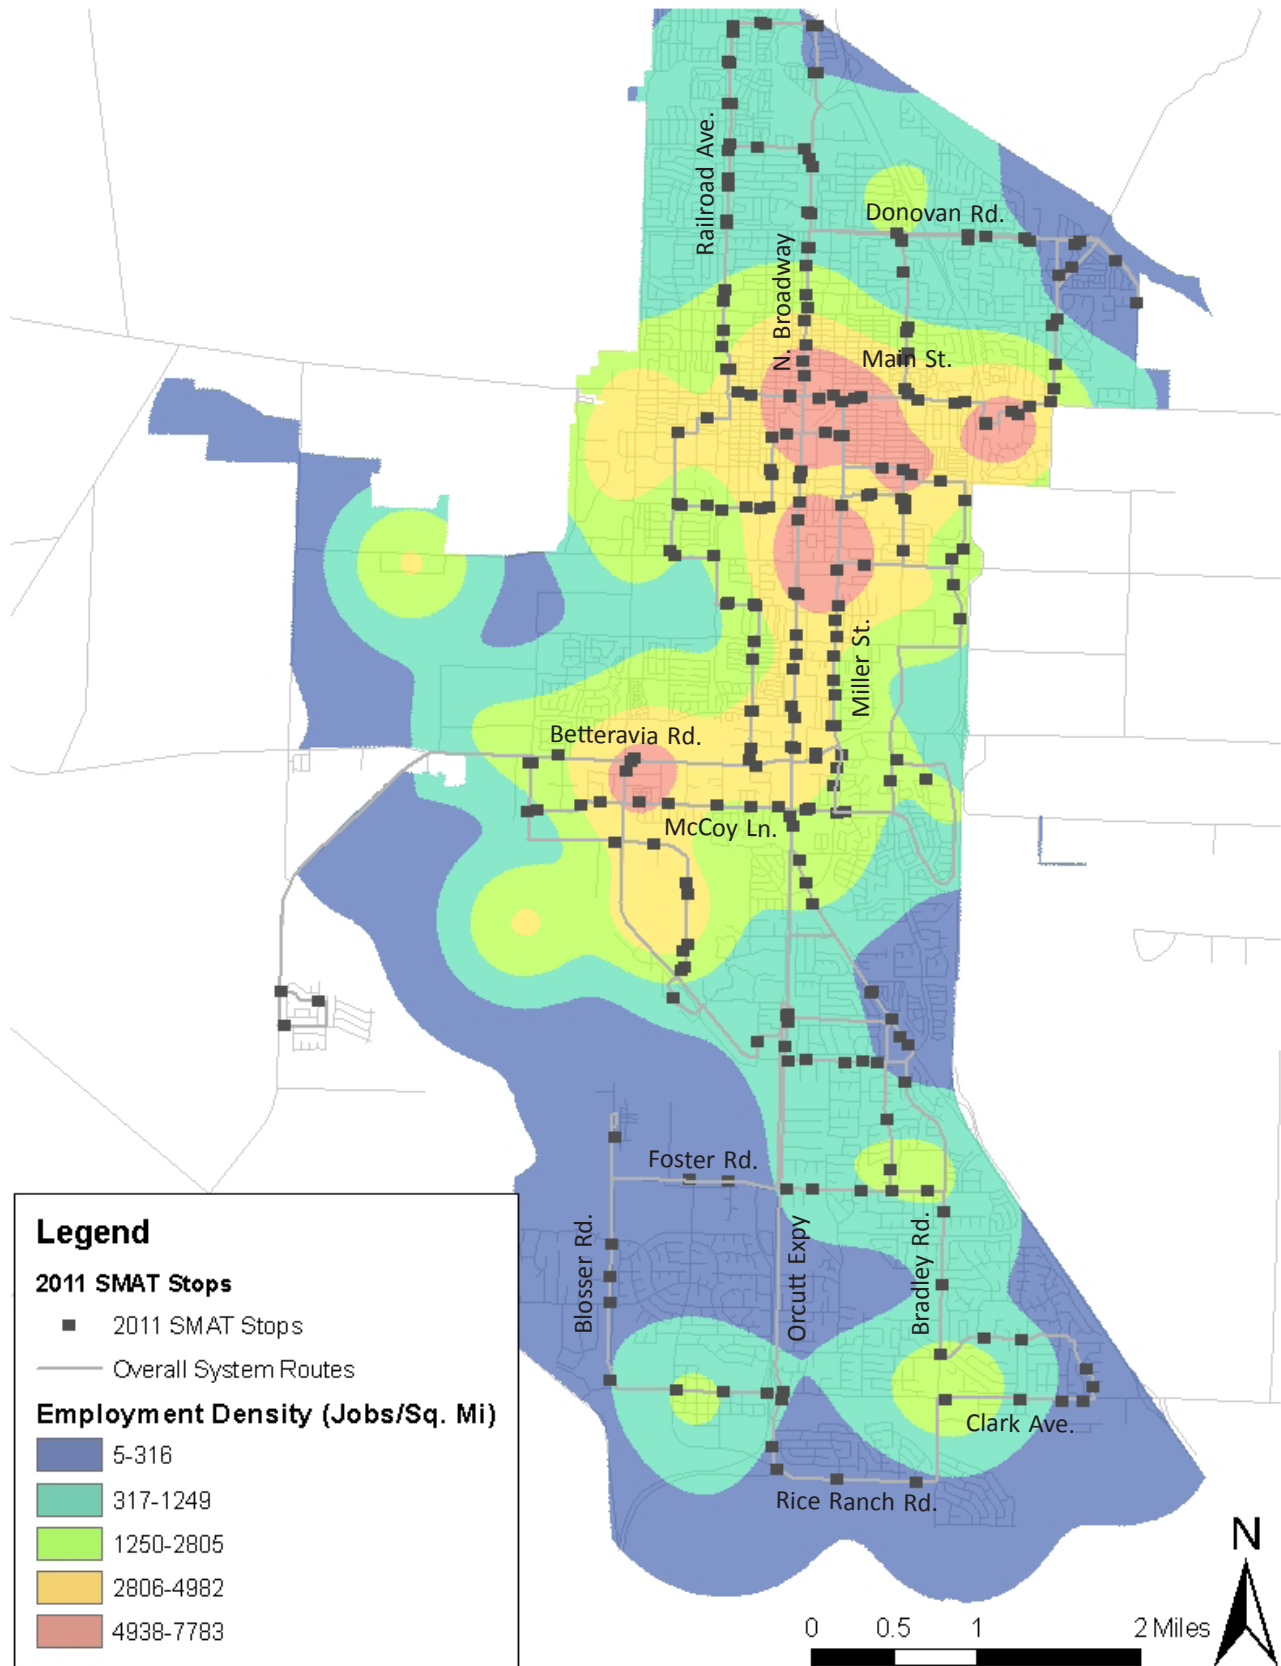 Railroad Ave.
Donovan Rd.
N. Broadway
Main St.
Miller St.
Betteravia Rd.
McCoy Ln.
Foster Rd.
Blosser Rd.
Orcutt Expy
Bradley Rd.
Clark Ave.
Rice Ranch Rd.
Legend
2011 SMAT Stops
2011 SMAT Stops
Overall System Routes
Employment Density (Jobs/Sq. Mi)
5-316
317-1249
1250-2805
2806-4982
4938-7783
N
0 0.5 1 2 Miles